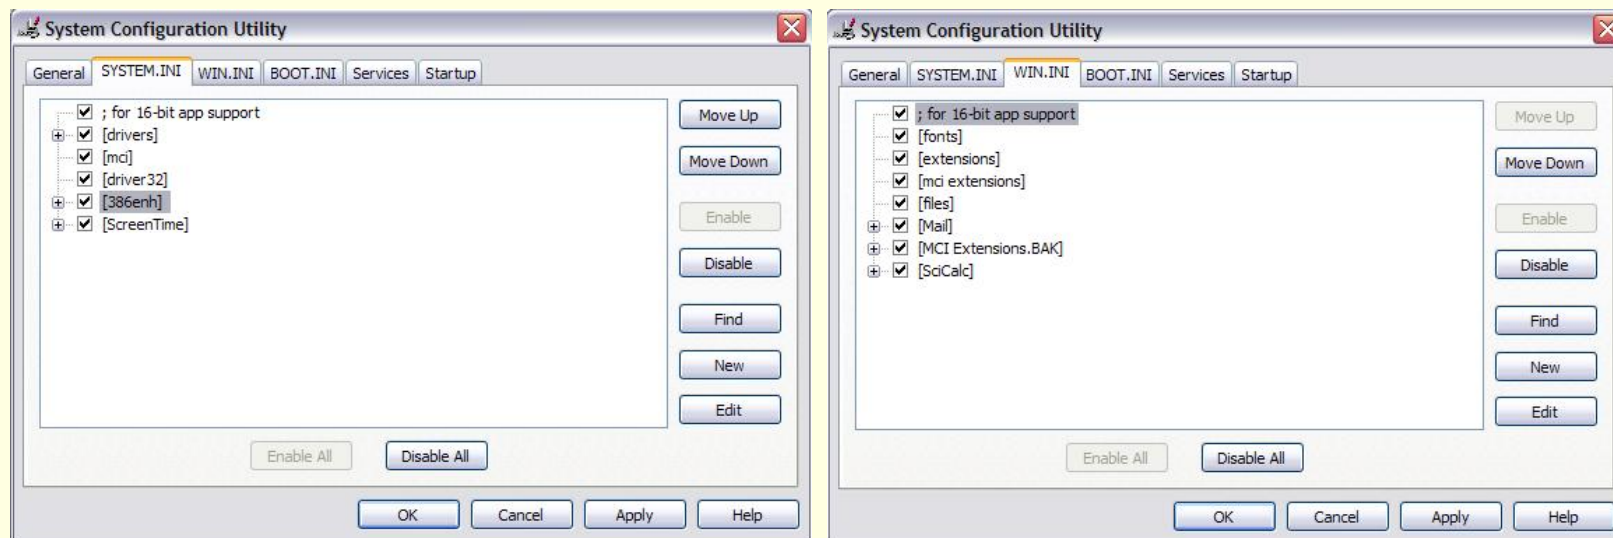 System Configuration Utility
General SYSTEM.INI WIN.INI BOOT.INI Services Startup
; for 16-bit app support
[drivers]
[mci]
[driver32]
[386enh]
[ScreenTime]
Move Up
Move Down
Enable
Disable
Find
New
Edit
Enable All Disable All
OK Cancel Apply Help
System Configuration Utility
General SYSTEM.INI WIN.INI BOOT.INI Services Startup
; for 16-bit app support
[fonts]
[extensions]
[mci extensions]
[files]
[Mail]
[MCI Extensions.BAK]
[SciCalc]
Move Up
Move Down
Enable
Disable
Find
New
Edit
Enable All Disable All
OK Cancel Apply Help